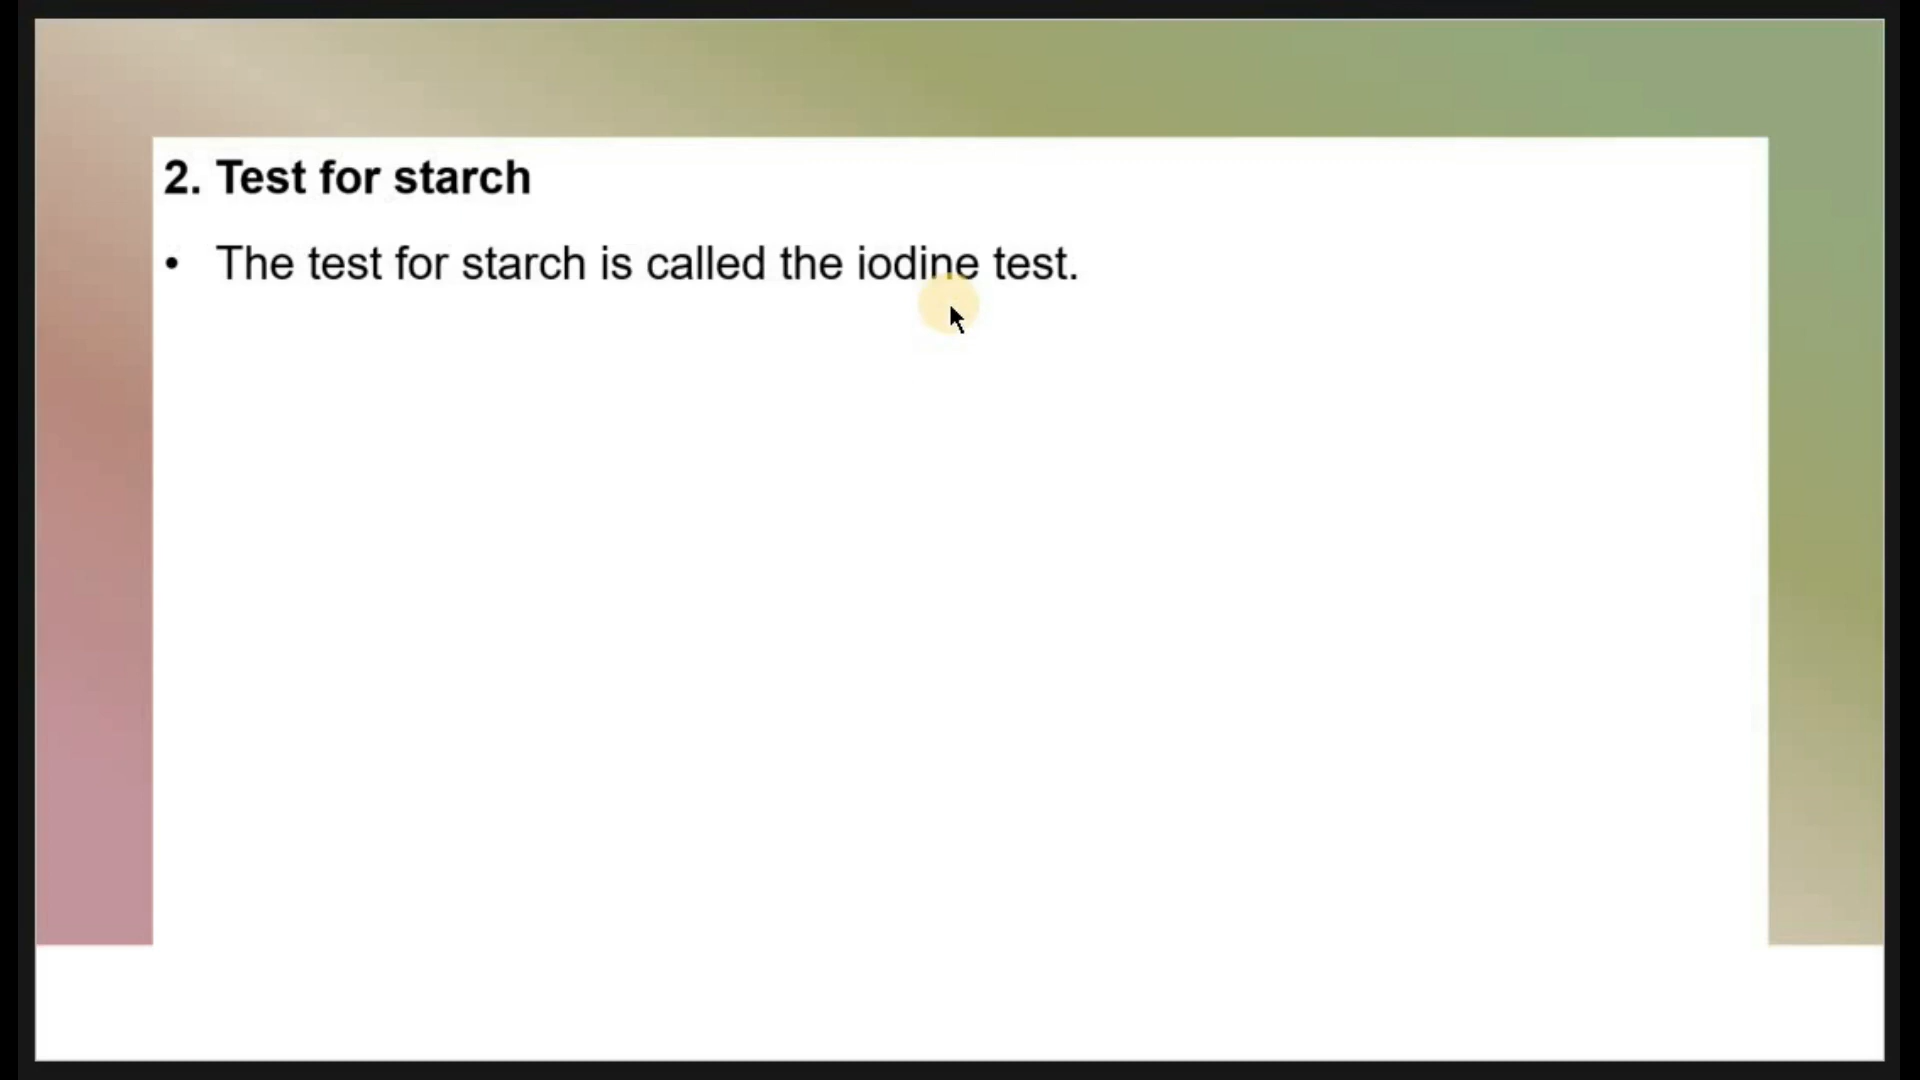 2. Test for starch
• The test for starch is called the iodine test.